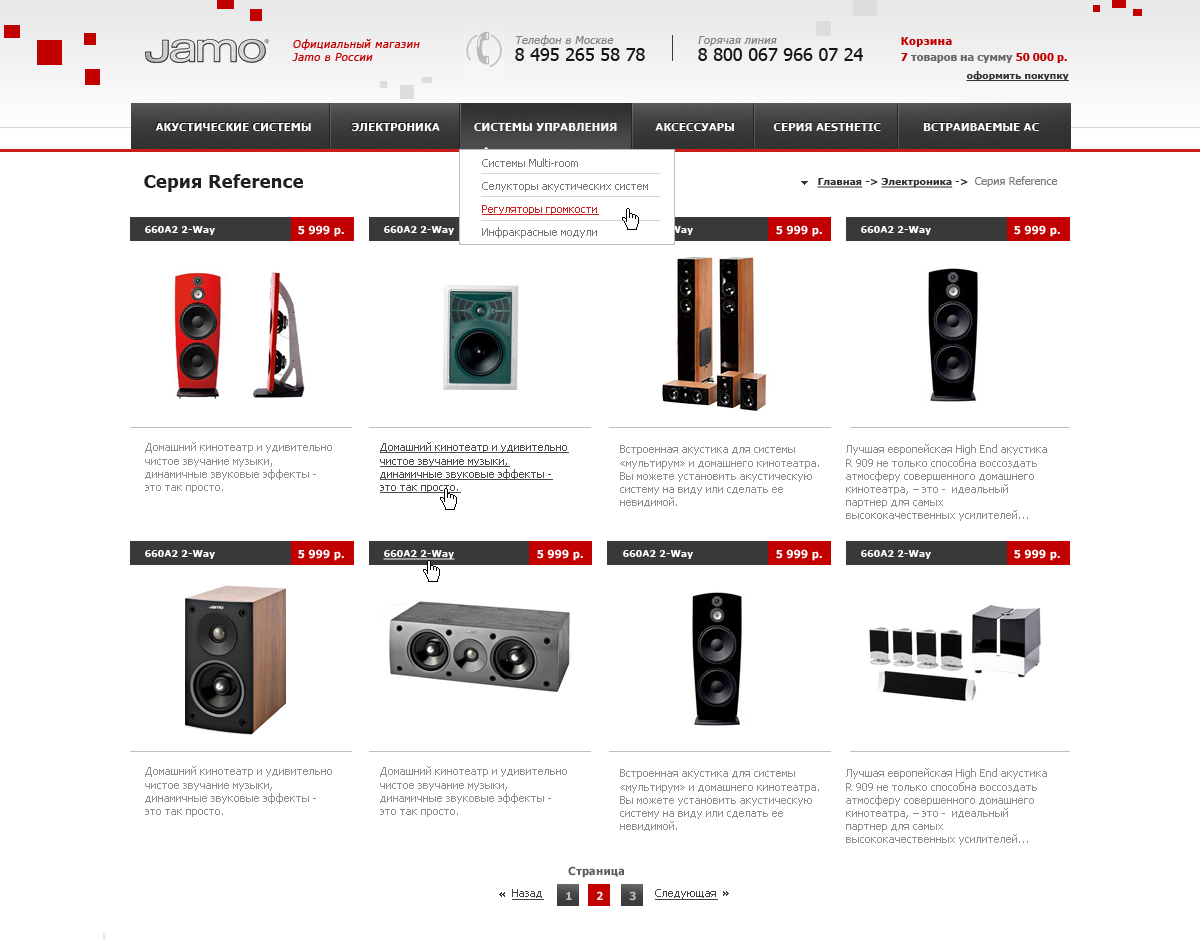 Jamo®
Официальный магазин
Jamo в России
Телефон в Москве
8 495 265 58 78
Горячая линия
8 800 067 966 07 24
Корзина
7 товаров на сумму 50 000 р.
оформить покупку
АКУСТИЧЕСКИЕ СИСТЕМЫ
ЭЛЕКТРОНИКА
СИСТЕМЫ УПРАВЛЕНИЯ
АКСЕССУАРЫ
СЕРИЯ AESTHETIC
ВСТРАИВАЕМЫЕ АС
Системы Multi-room
Селукторы акустических систем
Регуляторы громкости
Инфракрасные модули
Серия Reference
Главная -> Электроника -> Серия Reference
660A2 2-Way 5 999 р.
660A2 2-Way
Way 5 999 р.
660A2 2-Way 5 999 р.
Домашний кинотеатр и удивительно
чистое звучание музыки,
динамичные звуковые эффекты -
это так просто.
Домашний кинотеатр и удивительно
чистое звучание музыки,
динамичные звуковые эффекты -
это так просто.
Встроенная акустика для системы
«мультирум» и домашнего кинотеатра.
Вы можете установить акустическую
систему на виду или сделать ее
невидимой.
Лучшая европейская High End акустика
R 909 не только способна воссоздать
атмосферу совершенного домашнего
кинотеатра, – это - идеальный
партнер для самых
высококачественных усилителей...
660A2 2-Way 5 999 р.
660A2 2-Way 5 999 р.
660A2 2-Way 5 999 р.
660A2 2-Way 5 999 р.
JAMO
Домашний кинотеатр и удивительно
чистое звучание музыки,
динамичные звуковые эффекты -
это так просто.
Домашний кинотеатр и удивительно
чистое звучание музыки,
динамичные звуковые эффекты -
это так просто.
Встроенная акустика для системы
«мультирум» и домашнего кинотеатра.
Вы можете установить акустическую
систему на виду или сделать ее
невидимой.
Лучшая европейская High End акустика
R 909 не только способна воссоздать
атмосферу совершенного домашнего
кинотеатра, – это - идеальный
партнер для самых
высококачественных усилителей...
Страница
« Назад 1 2 3 Следующая »